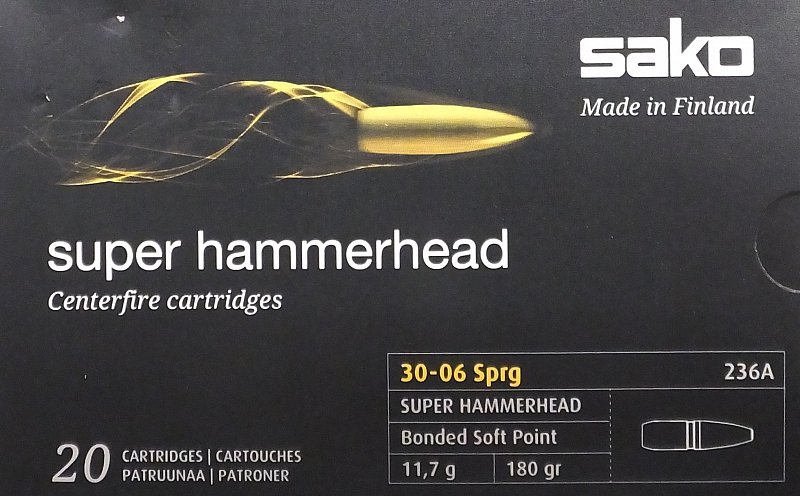 sako
Made in Finland
super hammerhead
Centerfire cartridges
30-06 Sprg 236A
SUPER HAMMERHEAD
Bonded Soft Point
11,7 g 180 gr
20 CARTRIDGES | CARTOUCHES
PATRUUNAA | PATRONER